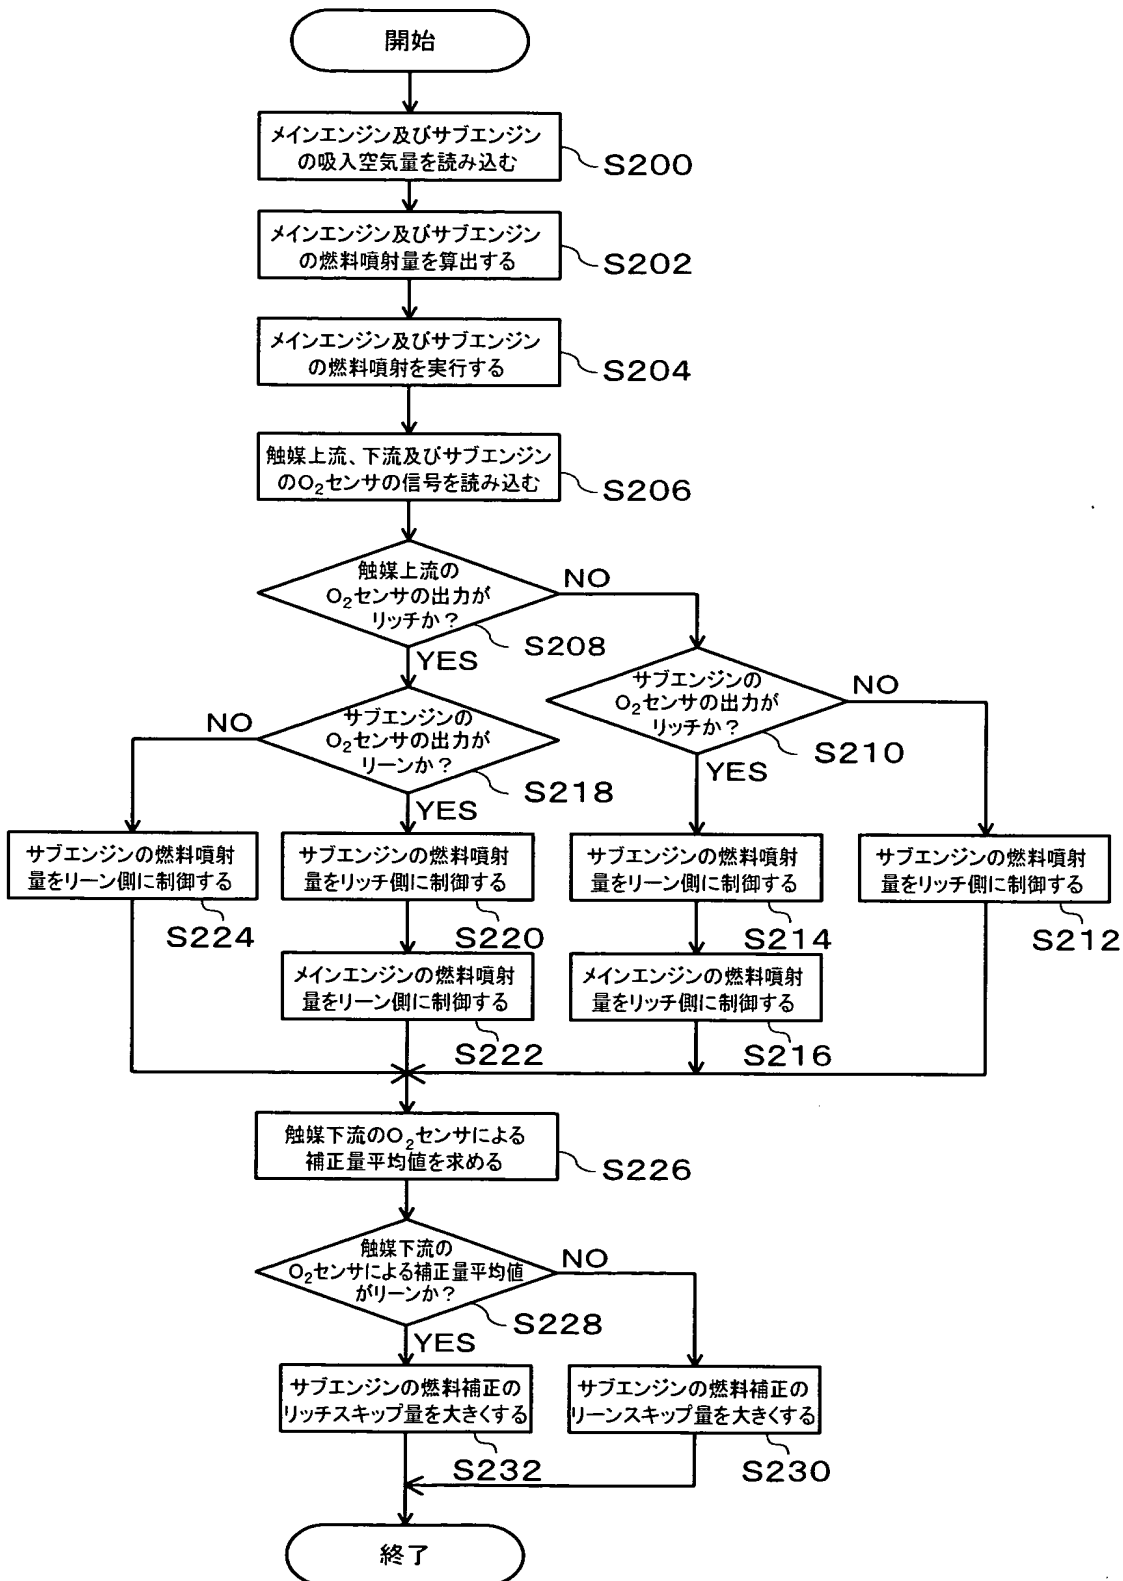 開始
メインエンジン及びサブエンジン
の吸入空気量を読み込む
S200
メインエンジン及びサブエンジン
の燃料噴射量を算出する
S202
メインエンジン及びサブエンジン
の燃料噴射を実行する
S204
触媒上流、下流及びサブエンジン
のO₂センサの信号を読み込む
S206
触媒上流の
O₂センサの出力が
リッチか?
S208
NO
YES
サブエンジンの
O₂センサの出力が
リッチか?
S210
NO
YES
サブエンジンの
O₂センサの出力が
リーンか?
S218
NO
YES
サブエンジンの燃料噴射
量をリーン側に制御する
S224
サブエンジンの燃料噴射
量をリッチ側に制御する
S220
サブエンジンの燃料噴射
量をリーン側に制御する
S214
サブエンジンの燃料噴射
量をリッチ側に制御する
S212
メインエンジンの燃料噴射
量をリーン側に制御する
S222
メインエンジンの燃料噴射
量をリッチ側に制御する
S216
触媒下流のO₂センサによる
補正量平均値を求める
S226
触媒下流の
O₂センサによる補正量平均値
がリーンか?
S228
NO
YES
サブエンジンの燃料補正の
リッチスキップ量を大きくする
S232
サブエンジンの燃料補正の
リーンスキップ量を大きくする
S230
終了